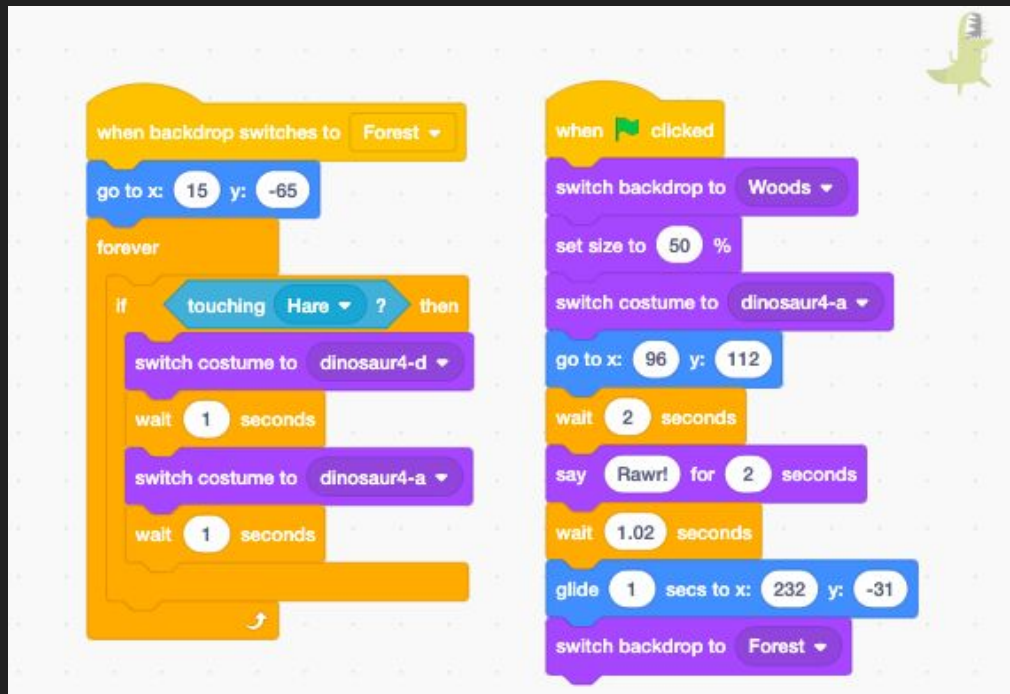 when backdrop switches to Forest
go to x: 15 y: -65
forever
if touching Hare ? then
switch costume to dinosaur4-d
wait 1 seconds
switch costume to dinosaur4-a
wait 1 seconds
when clicked
switch backdrop to Woods
set size to 50 %
switch costume to dinosaur4-a
go to x: 96 y: 112
wait 2 seconds
say Rawr! for 2 seconds
wait 1.02 seconds
glide 1 secs to x: 232 y: -31
switch backdrop to Forest